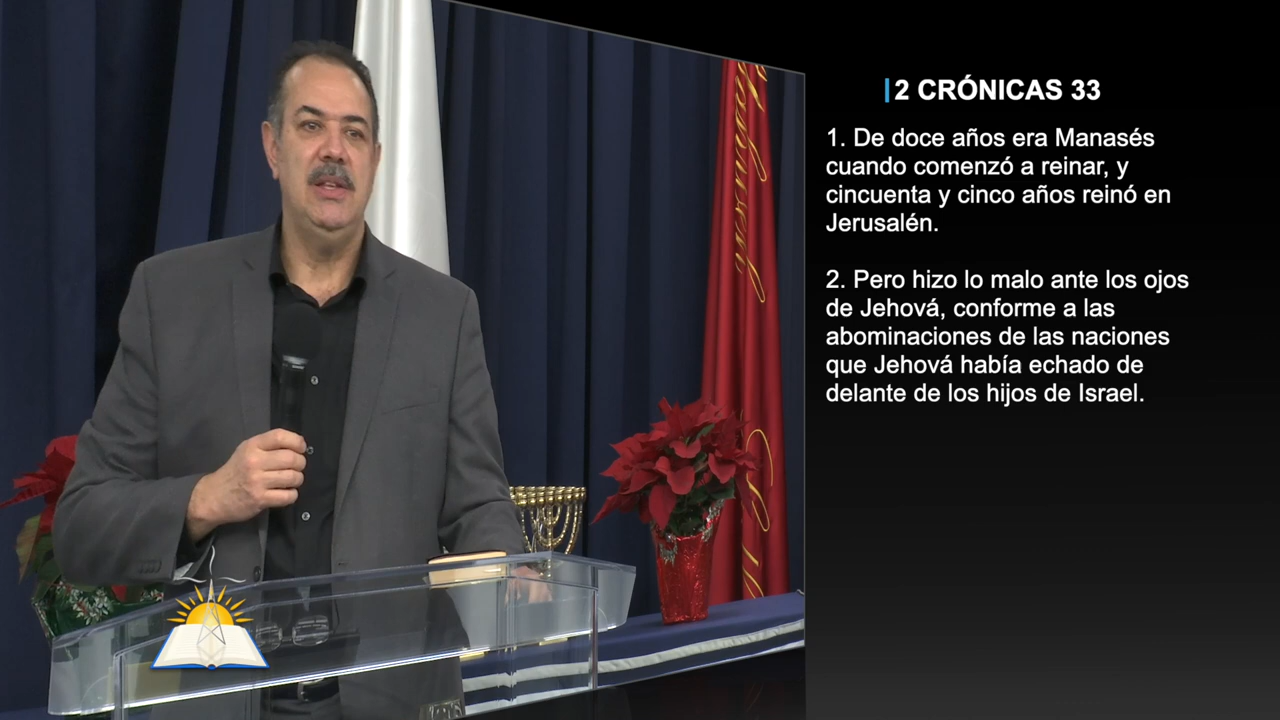 2 CRÓNICAS 33
1. De doce años era Manasés
cuando comenzó a reinar, y
cincuenta y cinco años reinó en
Jerusalén.
2. Pero hizo lo malo ante los ojos
de Jehová, conforme a las
abominaciones de las naciones
que Jehová había echado de
delante de los hijos de Israel.